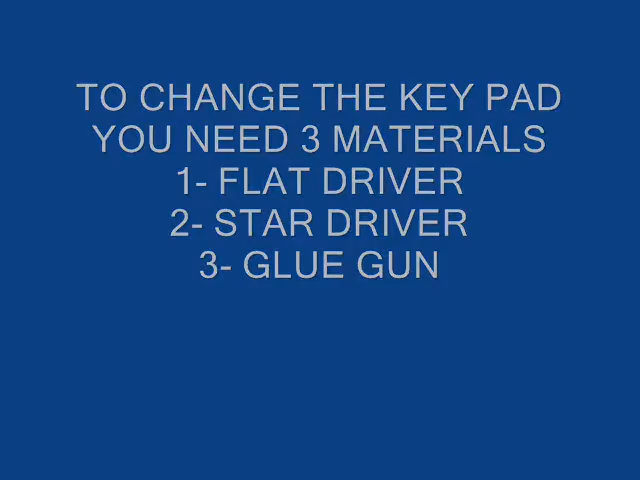 TO CHANGE THE KEY PAD
YOU NEED 3 MATERIALS
1- FLAT DRIVER
2- STAR DRIVER
3- GLUE GUN